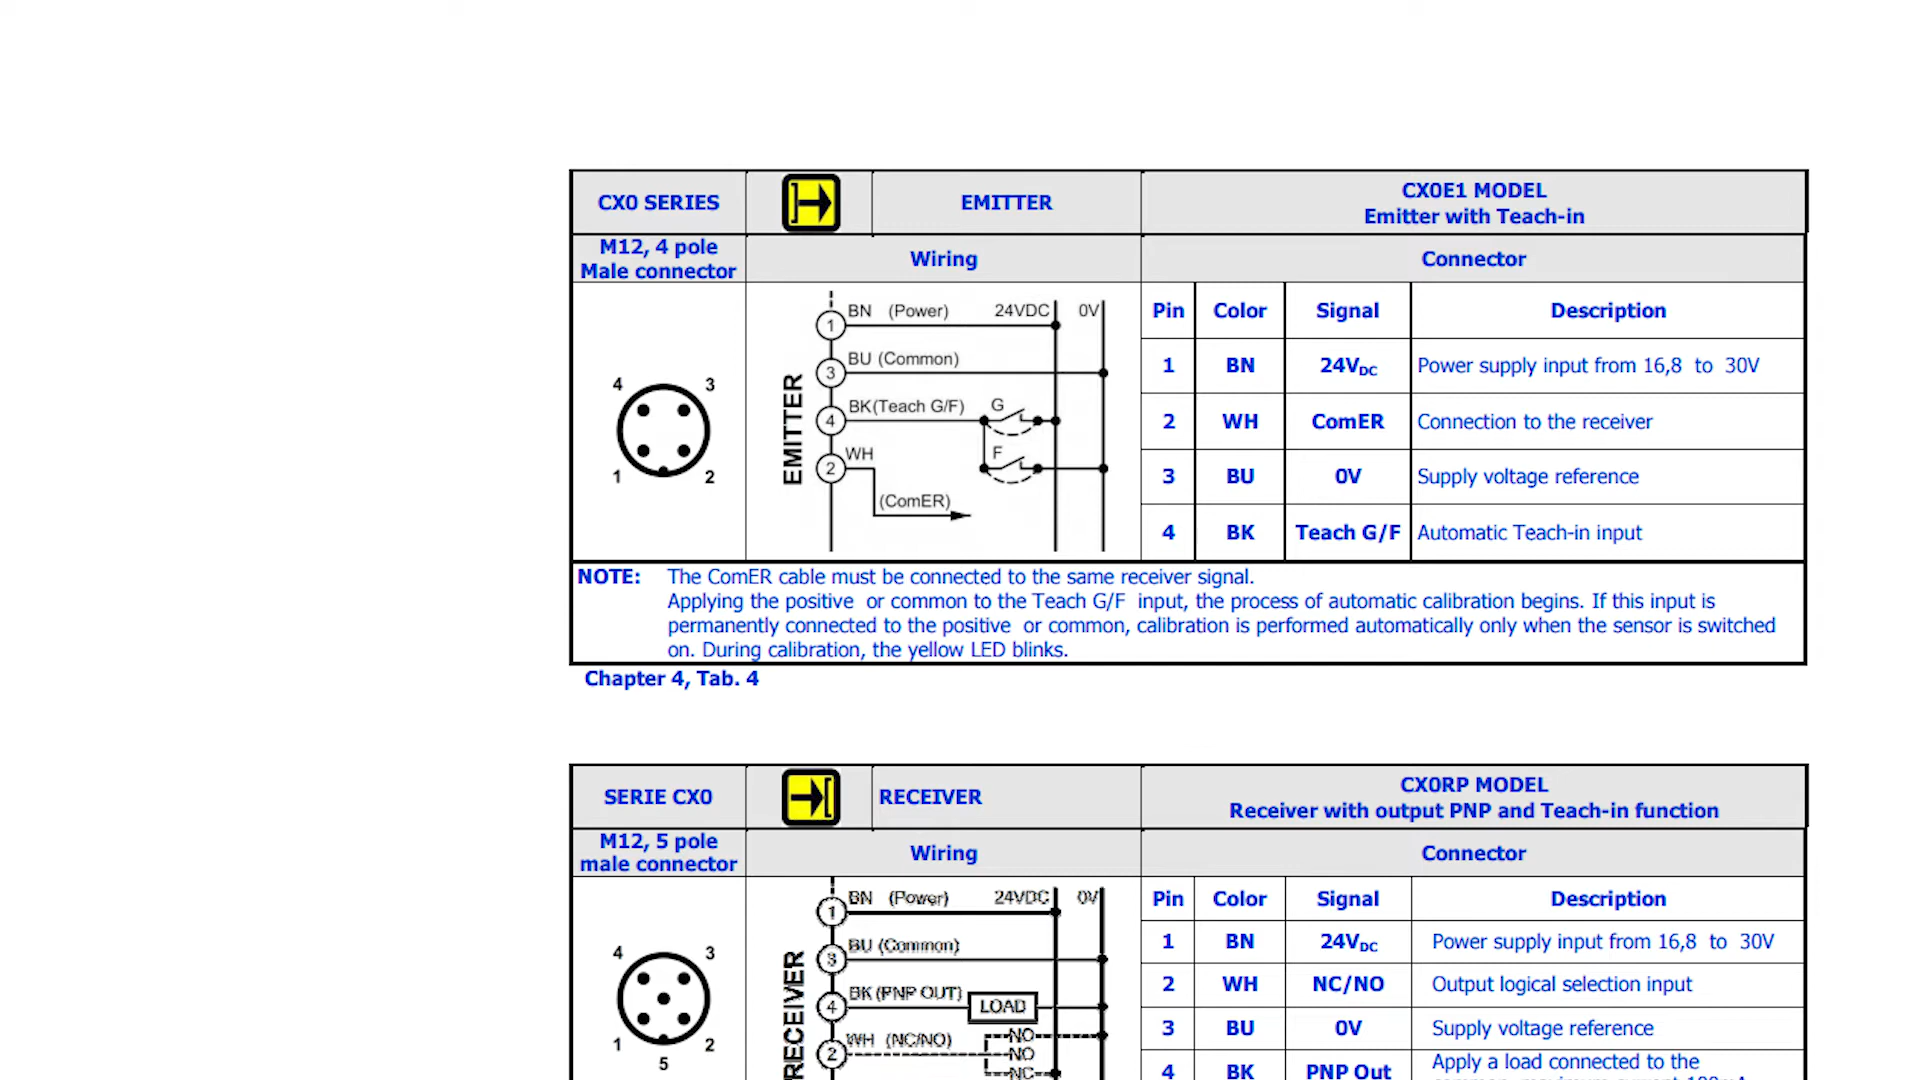 CX0 SERIES
EMITTER
CX0E1 MODEL
Emitter with Teach-in
M12, 4 pole
Male connector
Wiring
Connector
4 3
1 2
EMITTER
1 BN (Power) 24VDC 0V
3 BU (Common)
4 BK(Teach G/F) G
F
2 WH
(ComER)
Pin Color Signal Description
1 BN 24VDC Power supply input from 16,8 to 30V
2 WH ComER Connection to the receiver
3 BU 0V Supply voltage reference
4 BK Teach G/F Automatic Teach-in input
NOTE: The ComER cable must be connected to the same receiver signal.
Applying the positive or common to the Teach G/F input, the process of automatic calibration begins. If this input is
permanently connected to the positive or common, calibration is performed automatically only when the sensor is switched
on. During calibration, the yellow LED blinks.
Chapter 4, Tab. 4
SERIE CX0
RECEIVER
CX0RP MODEL
Receiver with output PNP and Teach-in function
M12, 5 pole
male connector
Wiring
Connector
4 3
1 2
5
RECEIVER
1 BN (Power) 24VDC 0V
3 BU (Common)
4 BK (PNP OUT) LOAD
2 WH (NC/NO) NO
NO
NC
Pin Color Signal Description
1 BN 24VDC Power supply input from 16,8 to 30V
2 WH NC/NO Output logical selection input
3 BU 0V Supply voltage reference
4 BK PNP Out Apply a load connected to the